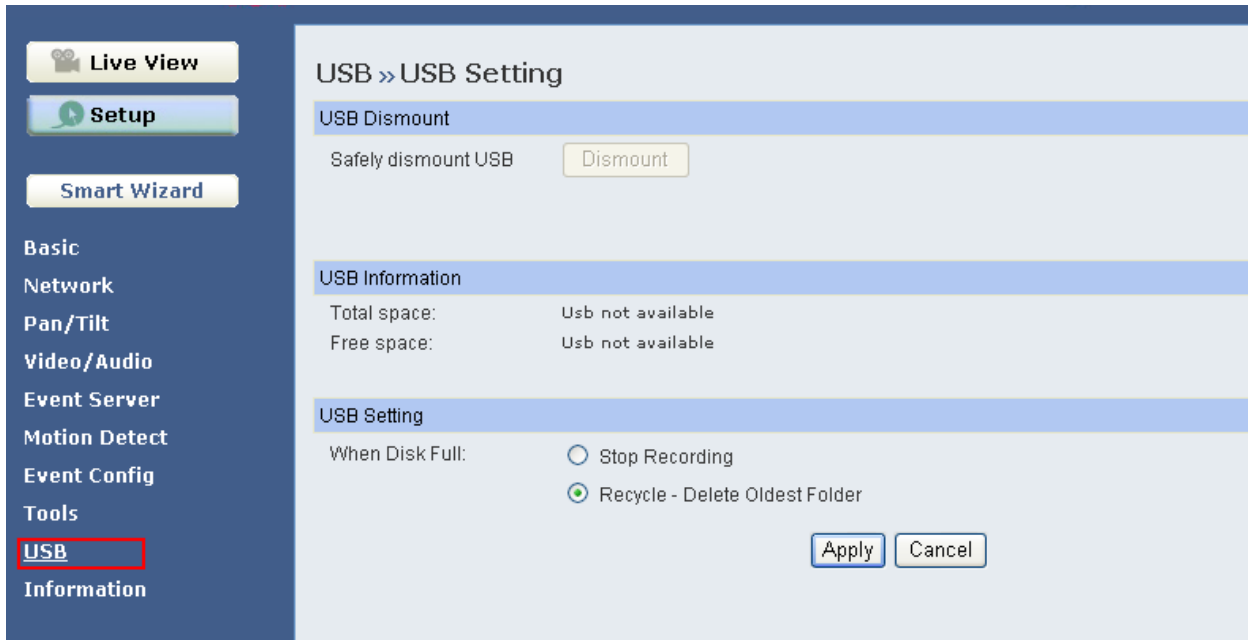 Live View
Setup
Smart Wizard
Basic
Network
Pan/Tilt
Video/Audio
Event Server
Motion Detect
Event Config
Tools
USB
Information
USB » USB Setting
USB Dismount
Safely dismount USB Dismount
USB Information
Total space: Usb not available
Free space: Usb not available
USB Setting
When Disk Full: Stop Recording
Recycle - Delete Oldest Folder
Apply Cancel